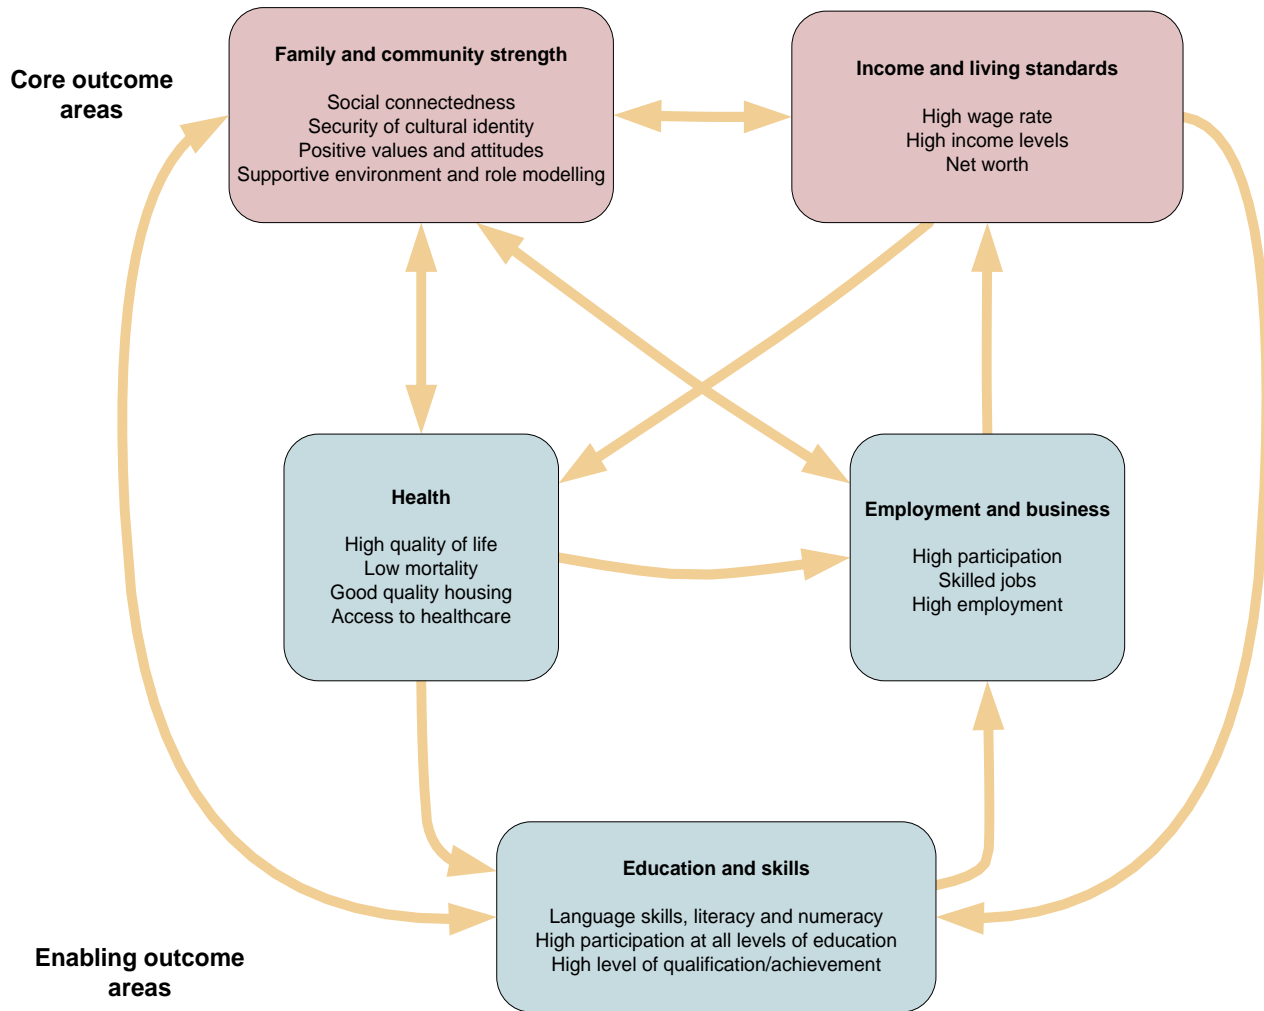 Core outcome
areas
Family and community strength
Social connectedness
Security of cultural identity
Positive values and attitudes
Supportive environment and role modelling
Income and living standards
High wage rate
High income levels
Net worth
Health
High quality of life
Low mortality
Good quality housing
Access to healthcare
Employment and business
High participation
Skilled jobs
High employment
Education and skills
Language skills, literacy and numeracy
High participation at all levels of education
High level of qualification/achievement
Enabling outcome
areas